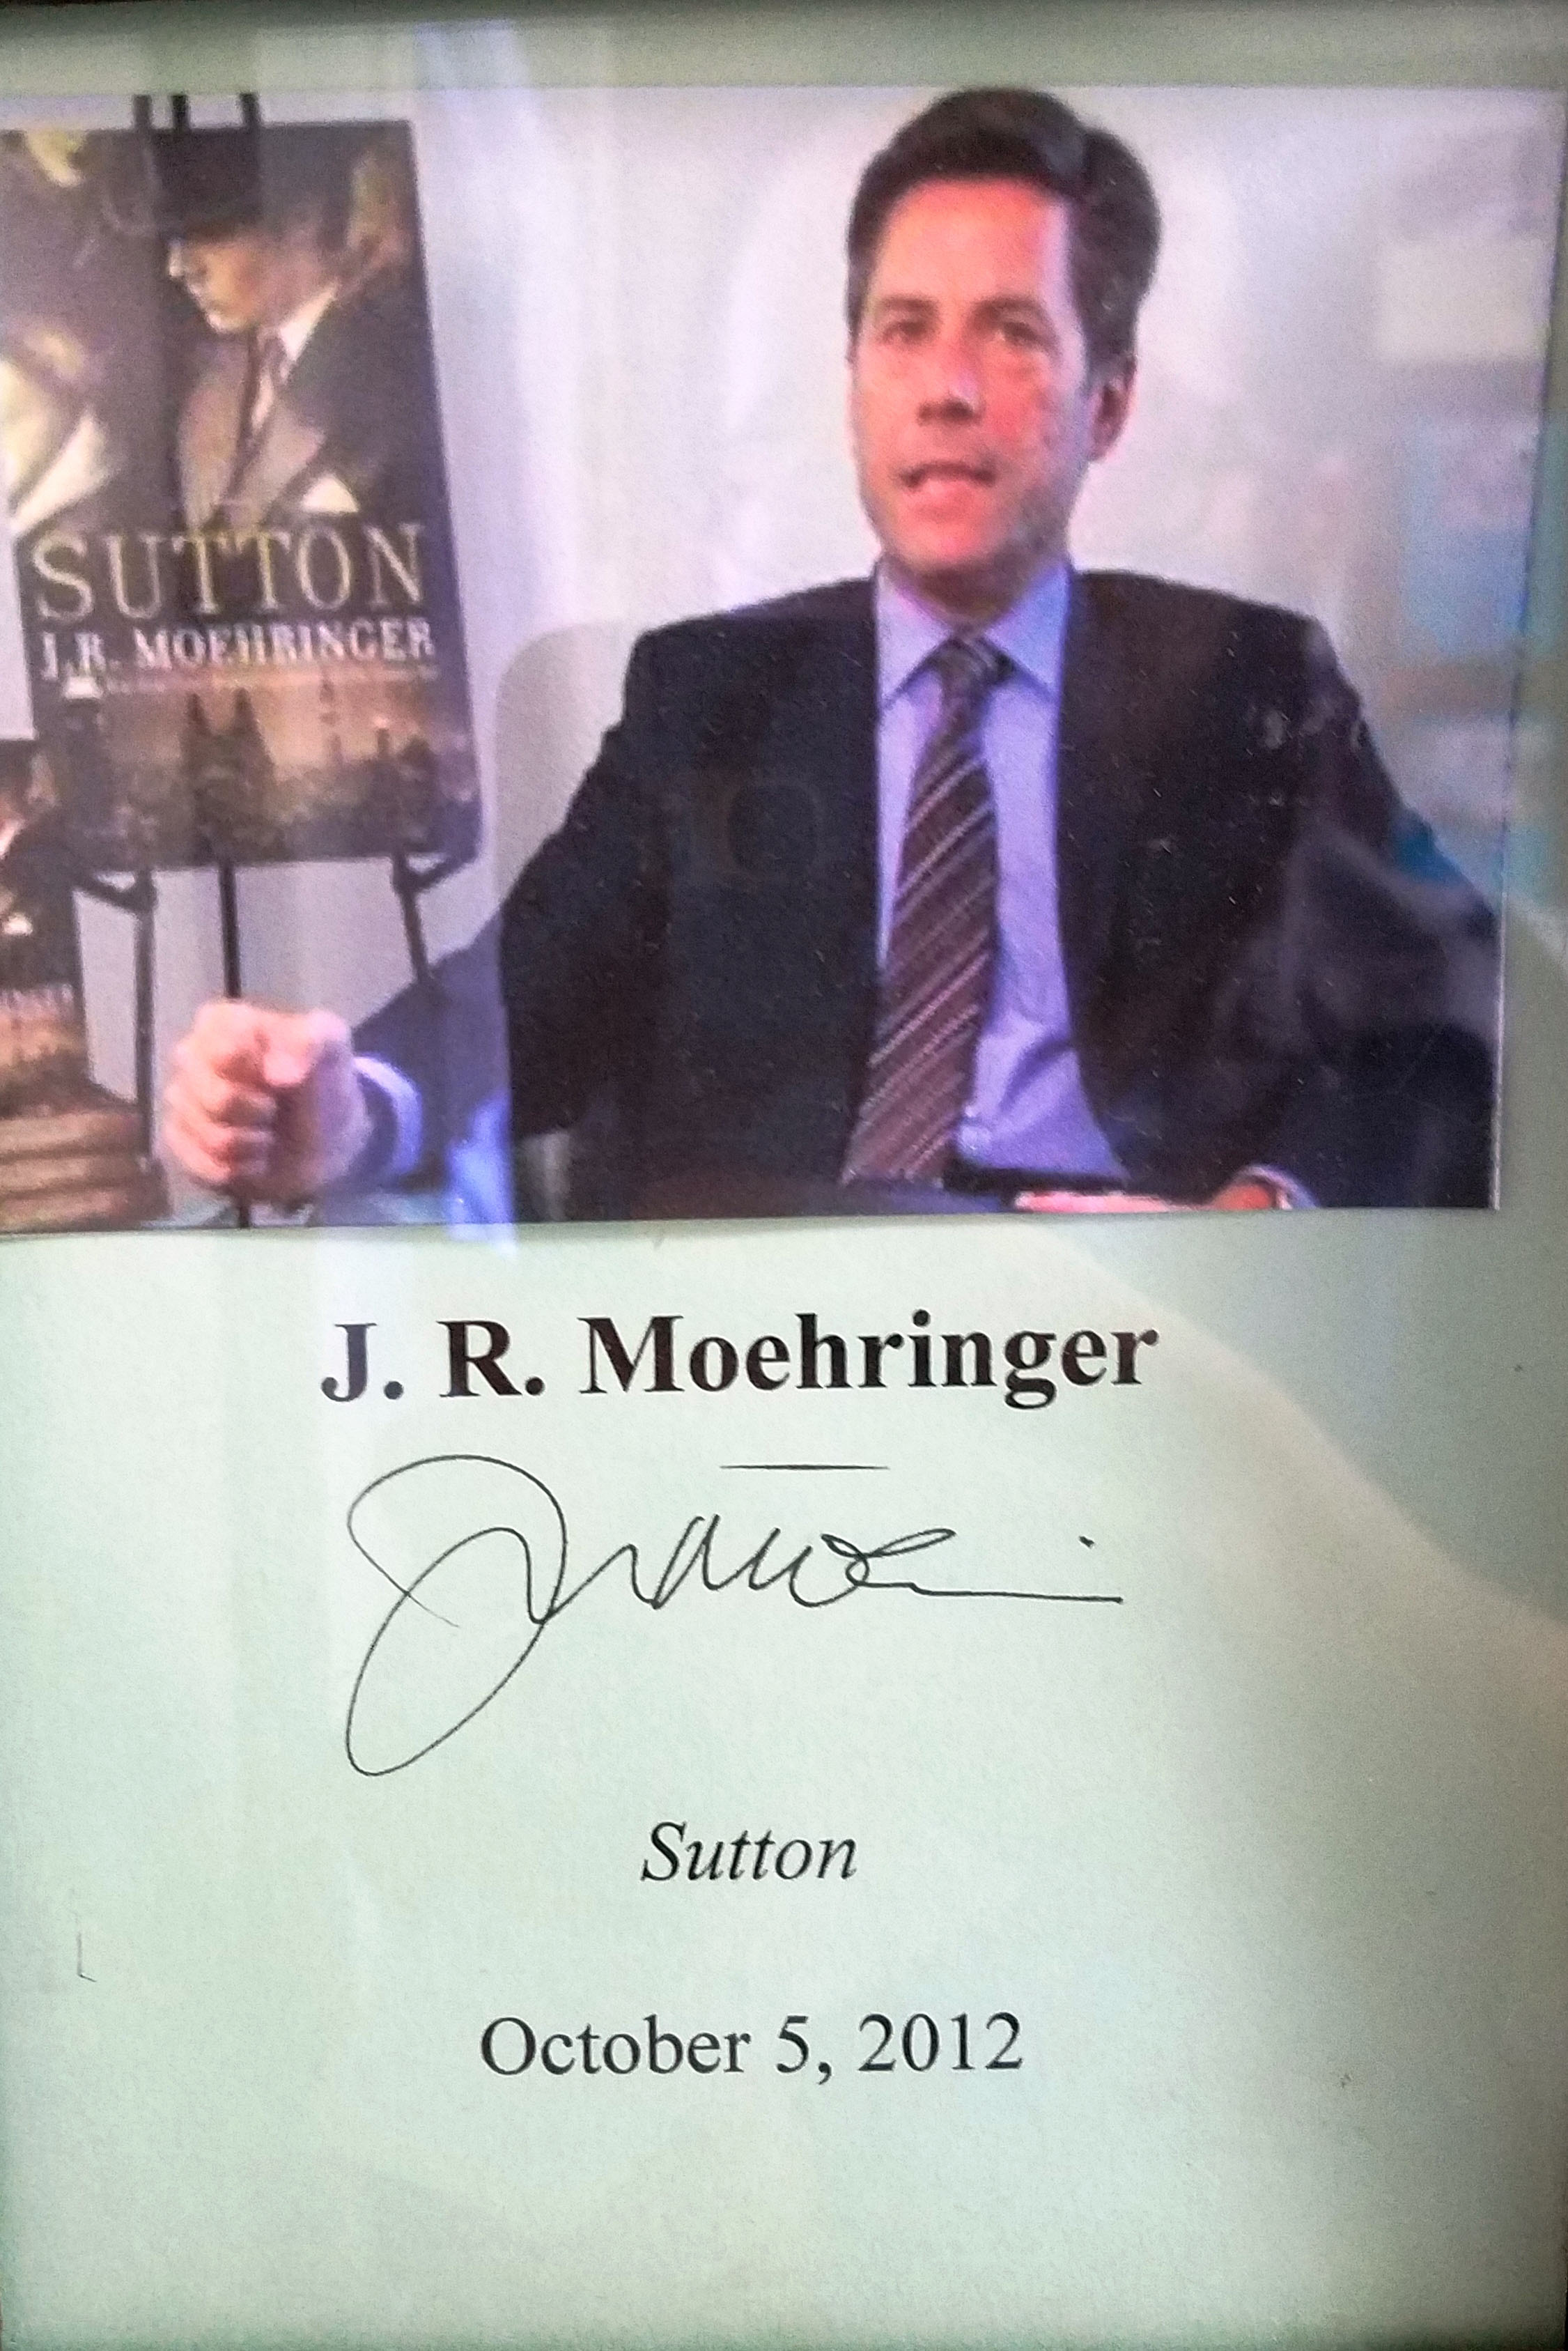 SUTTON
J.R. MOEHRINGER
J. R. Moehringer
Sutton
October 5, 2012